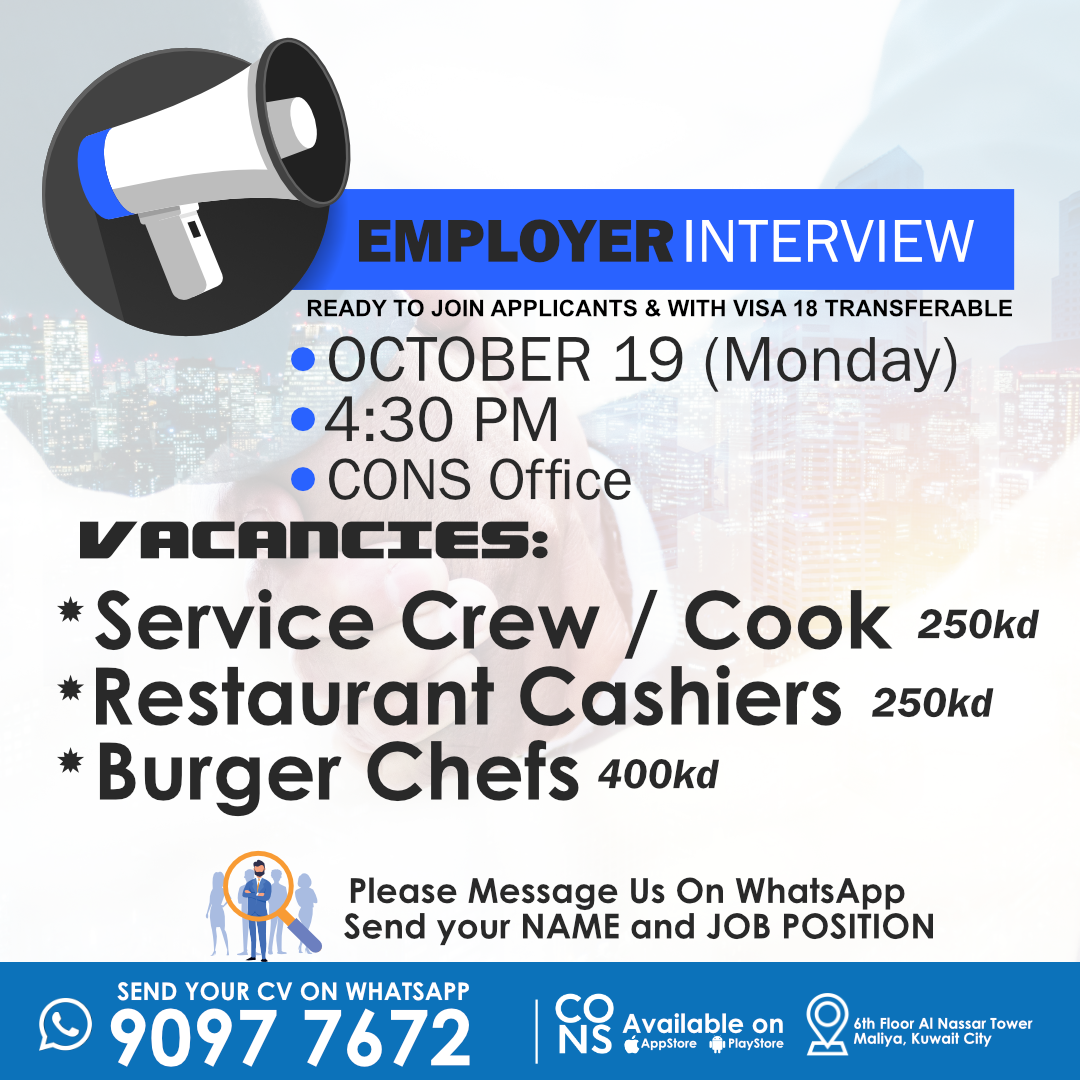 EMPLOYER INTERVIEW
READY TO JOIN APPLICANTS & WITH VISA 18 TRANSFERABLE
• OCTOBER 19 (Monday)
• 4:30 PM
• CONS Office
VACANCIES:
* Service Crew / Cook 250kd
* Restaurant Cashiers 250kd
* Burger Chefs 400kd
Please Message Us On WhatsApp
Send your NAME and JOB POSITION
SEND YOUR CV ON WHATSAPP
9097 7672
CO
NS
Available on
AppStore PlayStore
6th Floor Al Nassar Tower
Maliya, Kuwait City